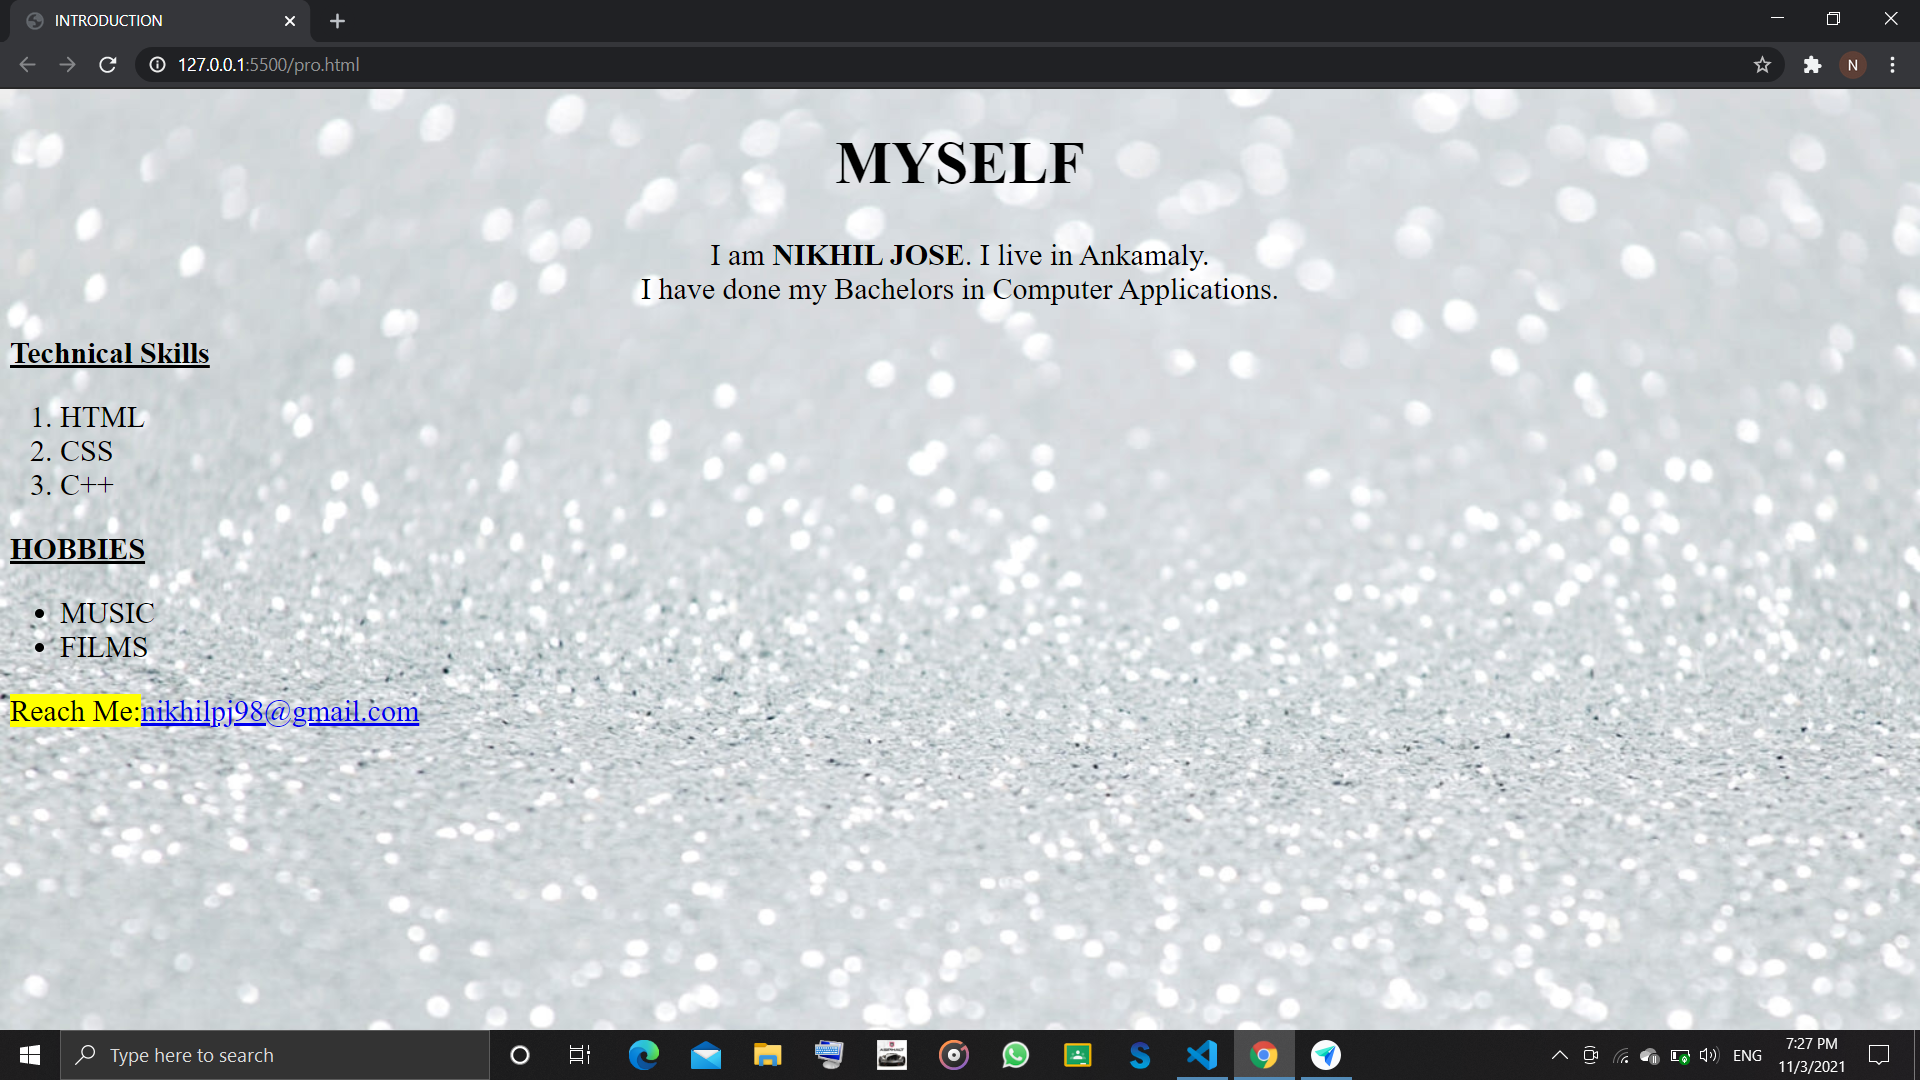 INTRODUCTION
127.0.0.1:5500/pro.html
N
MYSELF
I am NIKHIL JOSE. I live in Ankamaly.
I have done my Bachelors in Computer Applications.
Technical Skills
1. HTML
2. CSS
3. C++
HOBBIES
• MUSIC
• FILMS
Reach Me:nikhilpj98@gmail.com
Type here to search
ENG
7:27 PM
11/3/2021